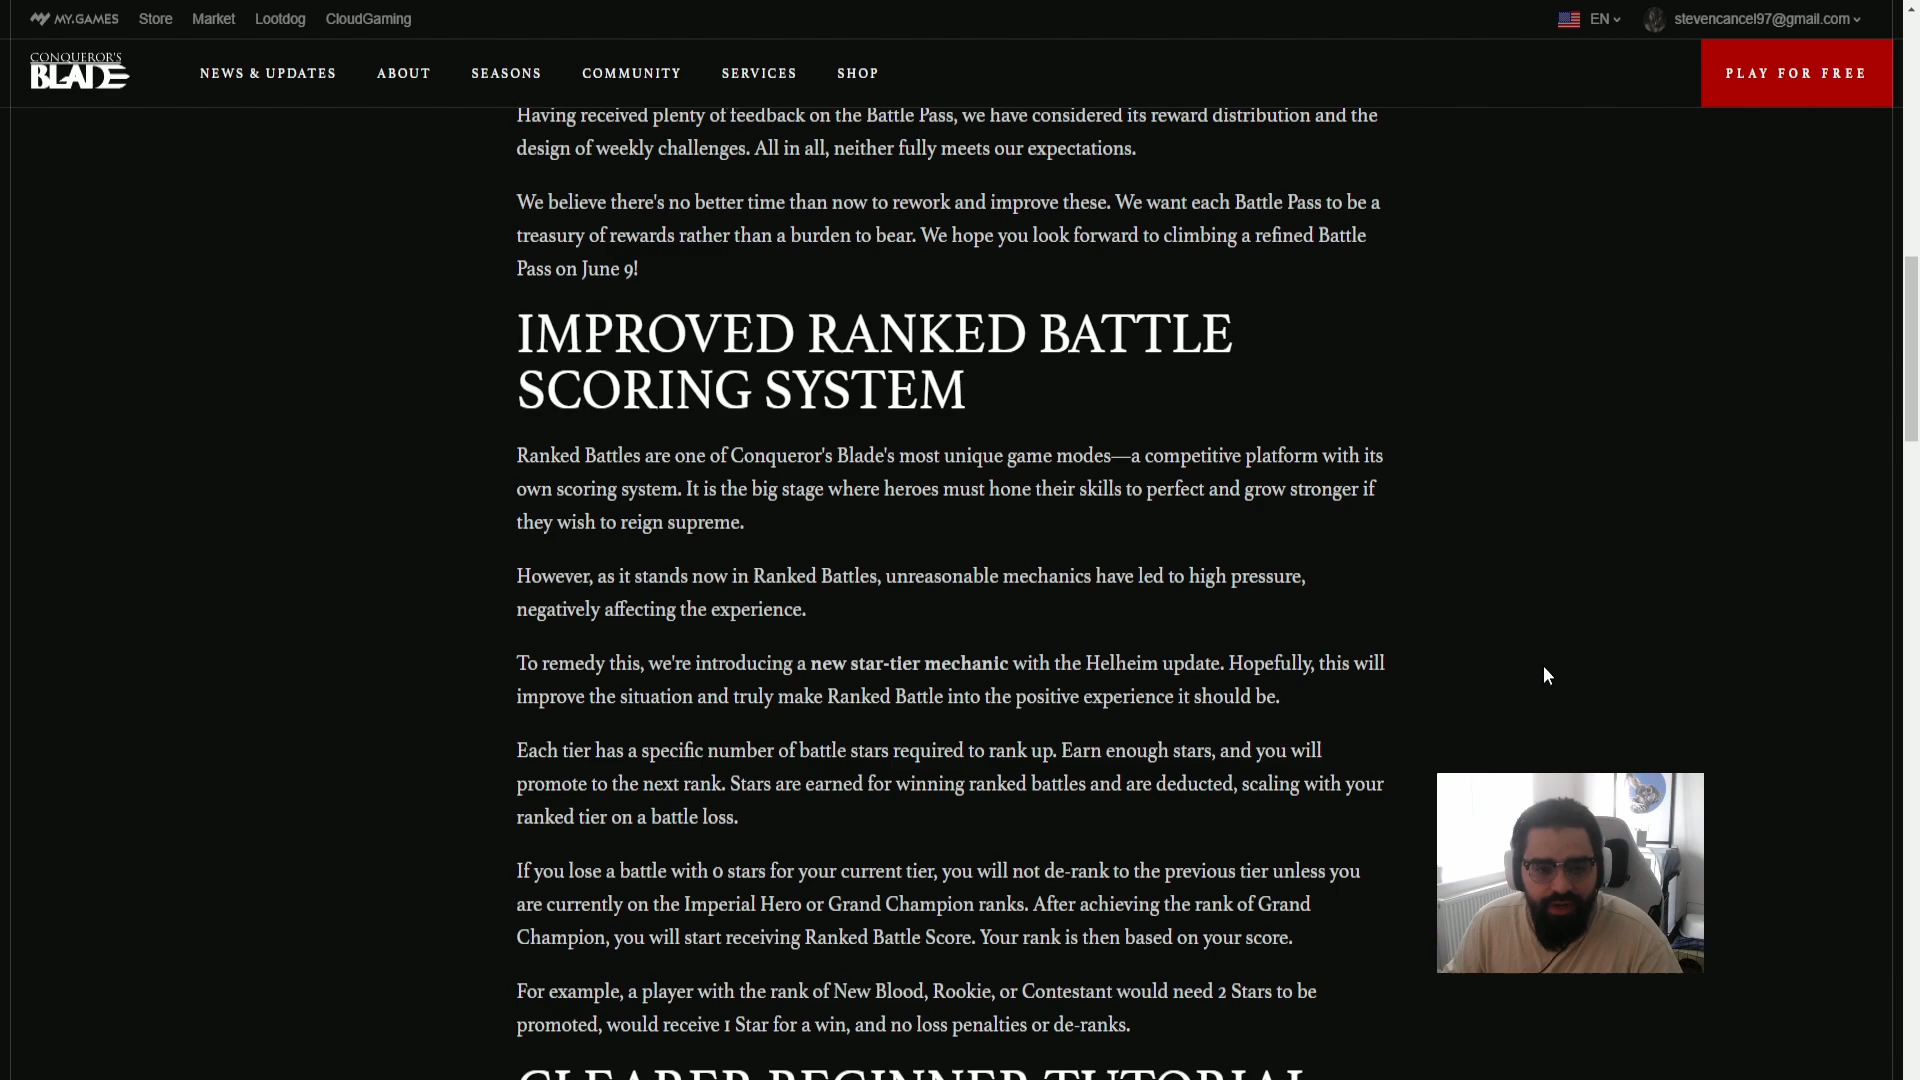 MY.GAMES Store Market Lootdog CloudGaming EN stevencancel97@gmail.com
CONQUEROR'S BLADE NEWS & UPDATES ABOUT SEASONS COMMUNITY SERVICES SHOP PLAY FOR FREE
Having received plenty of feedback on the Battle Pass, we have considered its reward distribution and the
design of weekly challenges. All in all, neither fully meets our expectations.
We believe there's no better time than now to rework and improve these. We want each Battle Pass to be a
treasury of rewards rather than a burden to bear. We hope you look forward to climbing a refined Battle
Pass on June 9!
IMPROVED RANKED BATTLE
SCORING SYSTEM
Ranked Battles are one of Conqueror's Blade's most unique game modes—a competitive platform with its
own scoring system. It is the big stage where heroes must hone their skills to perfect and grow stronger if
they wish to reign supreme.
However, as it stands now in Ranked Battles, unreasonable mechanics have led to high pressure,
negatively affecting the experience.
To remedy this, we're introducing a new star-tier mechanic with the Helheim update. Hopefully, this will
improve the situation and truly make Ranked Battle into the positive experience it should be.
Each tier has a specific number of battle stars required to rank up. Earn enough stars, and you will
promote to the next rank. Stars are earned for winning ranked battles and are deducted, scaling with your
ranked tier on a battle loss.
If you lose a battle with 0 stars for your current tier, you will not de-rank to the previous tier unless you
are currently on the Imperial Hero or Grand Champion ranks. After achieving the rank of Grand
Champion, you will start receiving Ranked Battle Score. Your rank is then based on your score.
For example, a player with the rank of New Blood, Rookie, or Contestant would need 2 Stars to be
promoted, would receive 1 Star for a win, and no loss penalties or de-ranks.
CLEARER BEGINNER TUTORIAL